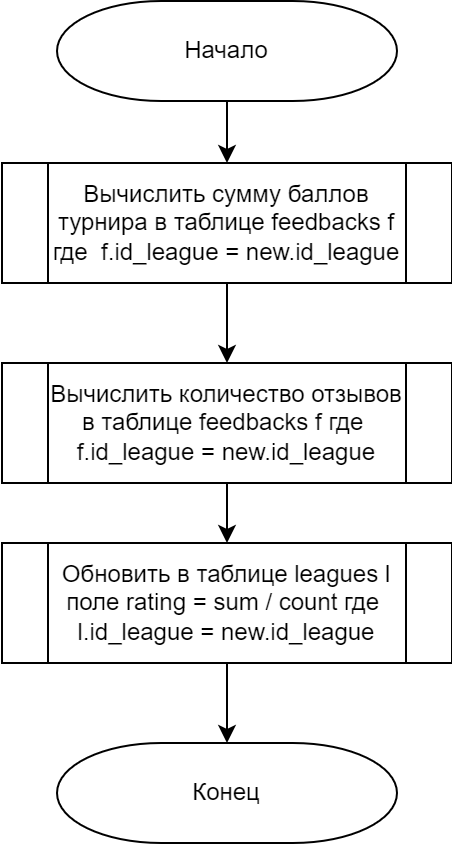 Начало
Вычислить сумму баллов
турнира в таблице feedbacks f
где f.id_league = new.id_league
Вычислить количество отзывов
в таблице feedbacks f где
f.id_league = new.id_league
Обновить в таблице leagues l
поле rating = sum / count где
l.id_league = new.id_league
Конец